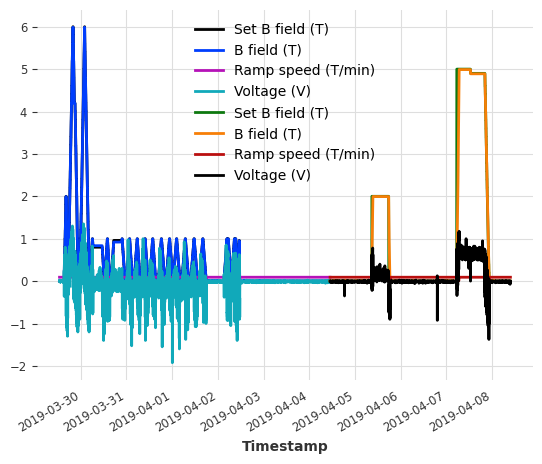 Set B field (T)
B field (T)
Ramp speed (T/min)
Voltage (V)
Set B field (T)
B field (T)
Ramp speed (T/min)
Voltage (V)
6
5
4
3
2
1
0
−1
−2
2019-03-30
2019-03-31
2019-04-01
2019-04-02
2019-04-03
2019-04-04
2019-04-05
2019-04-06
2019-04-07
2019-04-08
Timestamp